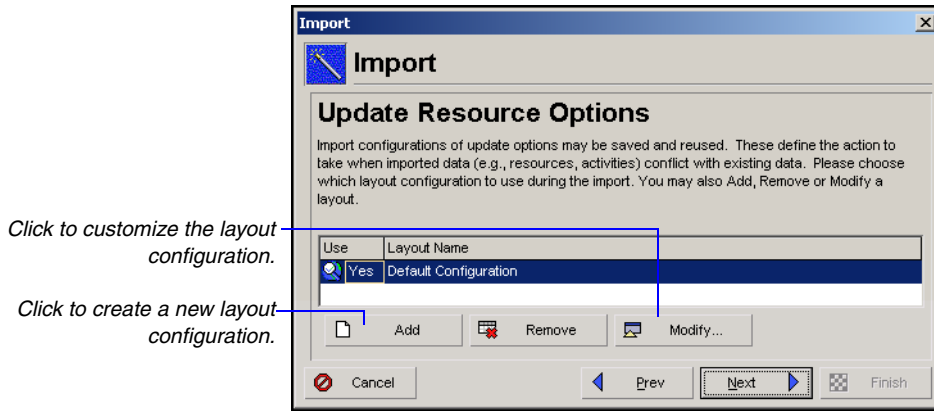 Import
Import
Update Resource Options
Import configurations of update options may be saved and reused. These define the action to
take when imported data (e.g., resources, activities) conflict with existing data. Please choose
which layout configuration to use during the import. You may also Add, Remove or Modify a
layout.
Click to customize the layout
configuration.
Use Layout Name
Yes Default Configuration
Click to create a new layout
configuration.
Add Remove Modify...
Cancel Prev Next Finish